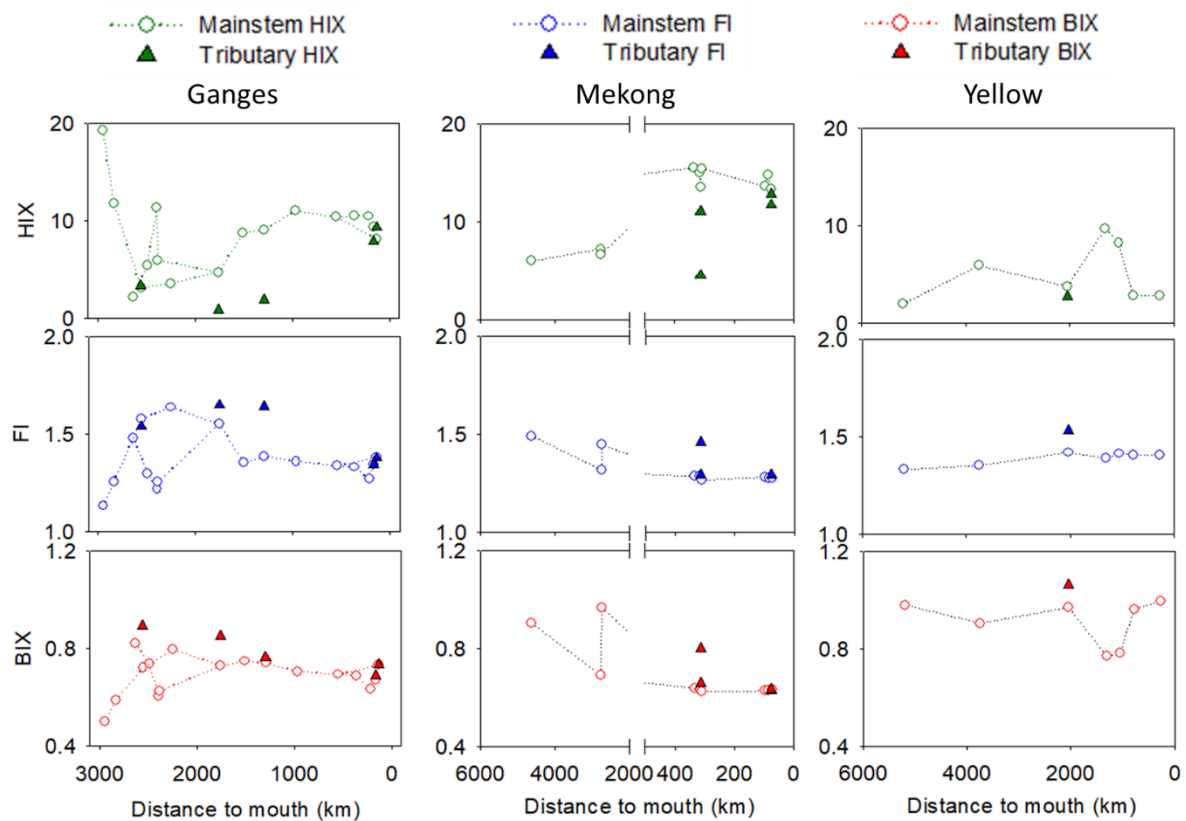 Mainstem HIX Mainstem FI Mainstem BIX
Tributary HIX Tributary FI Tributary BIX
Ganges Mekong Yellow
20 20 20
HIX
10 10 10
0 0 0
2.0 2.0 2.0
FI
1.5 1.5 1.5
1.0 1.0 1.0
1.2 1.2 1.2
BIX
0.8 0.8 0.8
0.4 0.4 0.4
3000 2000 1000 0 6000 4000 2000 400 200 0 6000 4000 2000 0
Distance to mouth (km) Distance to mouth (km) Distance to mouth (km)